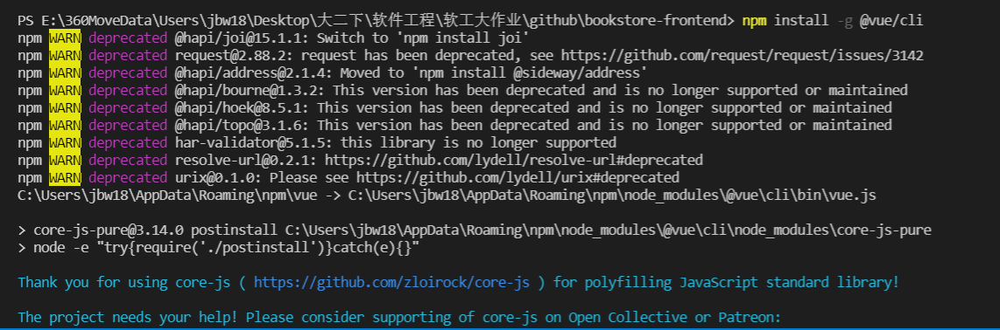 PS E:\360MoveData\Users\jbw18\Desktop\大二下\软件工程\软工大作业\github\bookstore-frontend> npm install -g @vue/cli
npm WARN deprecated @hapi/joi@15.1.1: Switch to 'npm install joi'
npm WARN deprecated request@2.88.2: request has been deprecated, see https://github.com/request/request/issues/3142
npm WARN deprecated @hapi/address@2.1.4: Moved to 'npm install @sideway/address'
npm WARN deprecated @hapi/bourne@1.3.2: This version has been deprecated and is no longer supported or maintained
npm WARN deprecated @hapi/hoek@8.5.1: This version has been deprecated and is no longer supported or maintained
npm WARN deprecated @hapi/topo@3.1.6: This version has been deprecated and is no longer supported or maintained
npm WARN deprecated har-validator@5.1.5: this library is no longer supported
npm WARN deprecated resolve-url@0.2.1: https://github.com/lydell/resolve-url#deprecated
npm WARN deprecated urix@0.1.0: Please see https://github.com/lydell/urix#deprecated
C:\Users\jbw18\AppData\Roaming\npm\vue -> C:\Users\jbw18\AppData\Roaming\npm\node_modules\@vue\cli\bin\vue.js
> core-js-pure@3.14.0 postinstall C:\Users\jbw18\AppData\Roaming\npm\node_modules\@vue\cli\node_modules\core-js-pure
> node -e "try{require('./postinstall')}catch(e){}"
Thank you for using core-js ( https://github.com/zloirock/core-js ) for polyfilling JavaScript standard library!
The project needs your help! Please consider supporting of core-js on Open Collective or Patreon: